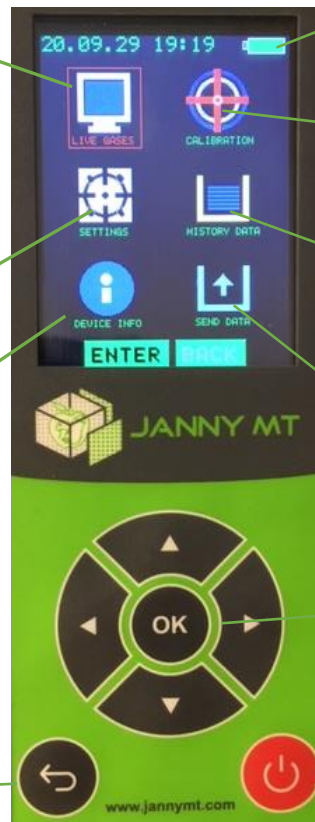 20.09.29 19:19
LIVE GASES CALIBRATION
SETTINGS HISTORY DATA
DEVICE INFO SEND DATA
ENTER BACK
JANNY MT
OK
www.jannymt.com